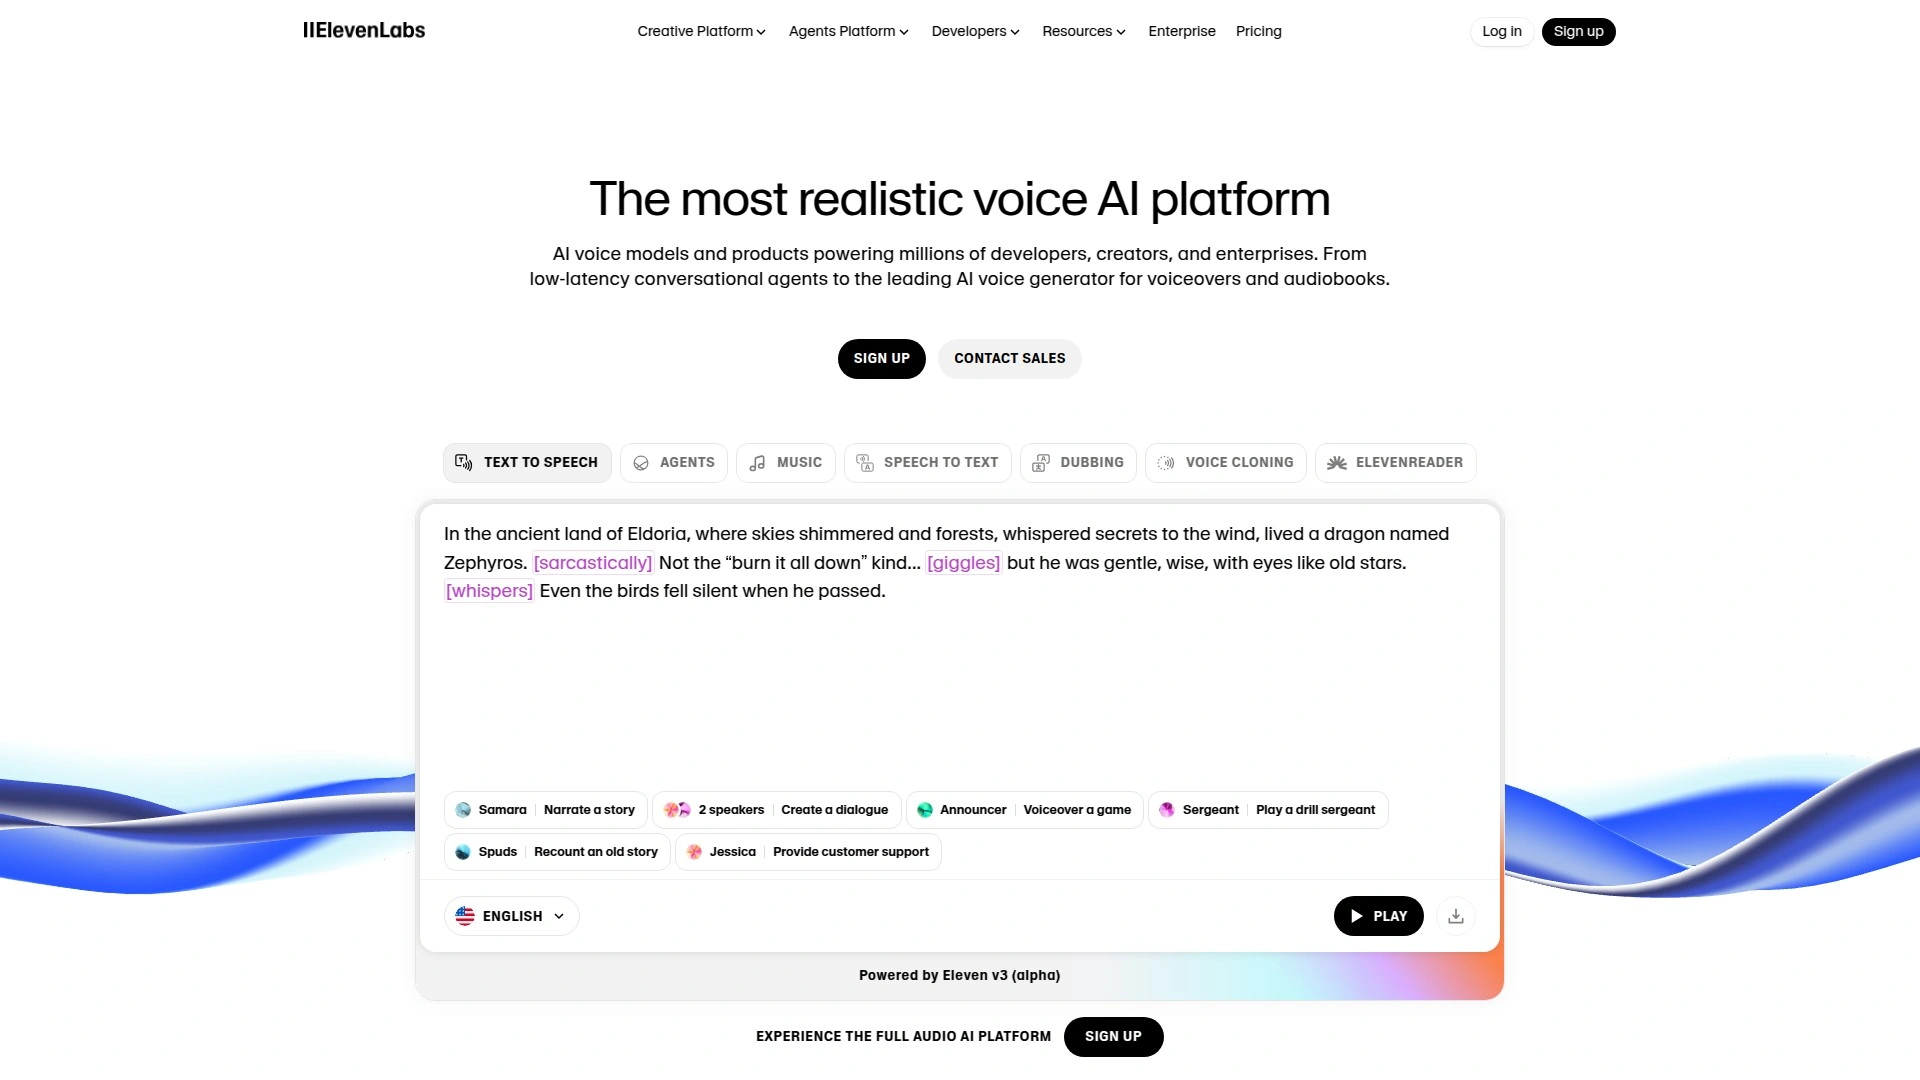 IIElevenLabs
Creative Platform
Agents Platform
Developers
Resources
Enterprise
Pricing
Log in
Sign up
The most realistic voice AI platform
AI voice models and products powering millions of developers, creators, and enterprises. From
low-latency conversational agents to the leading AI voice generator for voiceovers and audiobooks.
SIGN UP
CONTACT SALES
TEXT TO SPEECH
AGENTS
MUSIC
SPEECH TO TEXT
DUBBING
VOICE CLONING
ELEVENREADER
In the ancient land of Eldoria, where skies shimmered and forests, whispered secrets to the wind, lived a dragon named
Zephyros. [sarcastically] Not the “burn it all down” kind... [giggles] but he was gentle, wise, with eyes like old stars.
[whispers] Even the birds fell silent when he passed.
Samara | Narrate a story
2 speakers | Create a dialogue
Announcer | Voiceover a game
Sergeant | Play a drill sergeant
Spuds | Recount an old story
Jessica | Provide customer support
ENGLISH
PLAY
Powered by Eleven v3 (alpha)
EXPERIENCE THE FULL AUDIO AI PLATFORM
SIGN UP